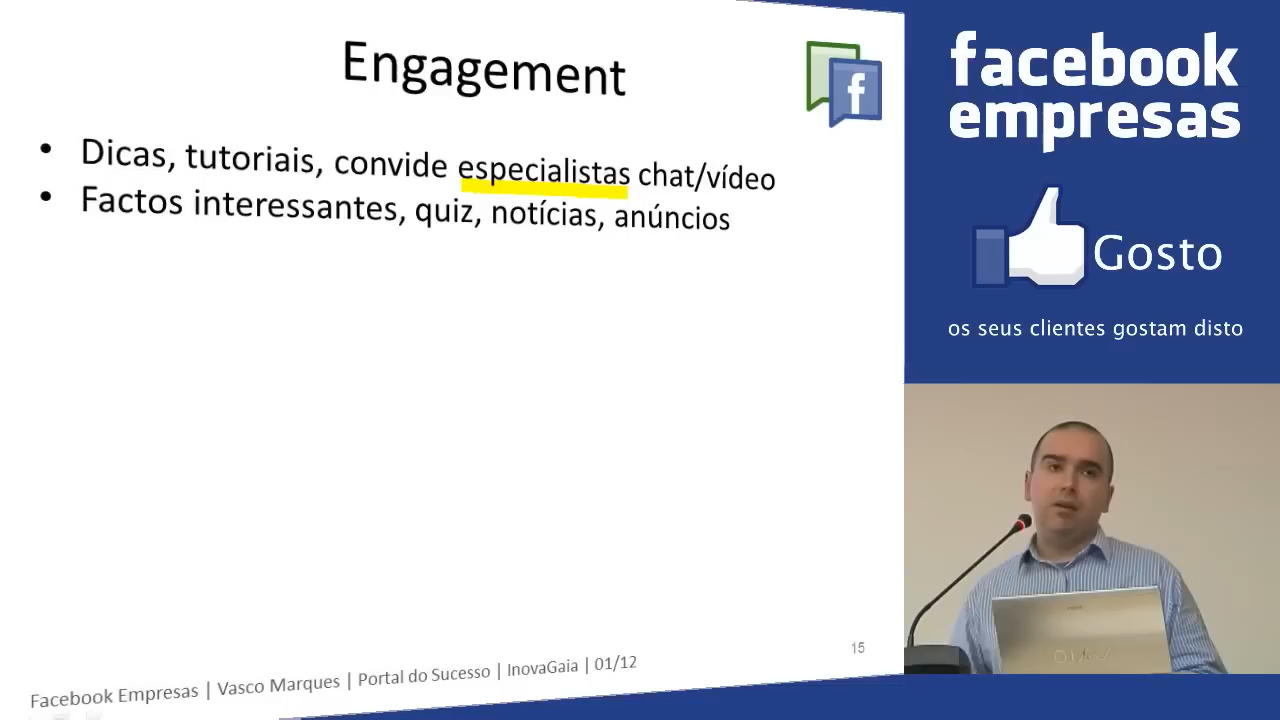 Engagement
• Dicas, tutoriais, convide especialistas chat/vídeo
• Factos interessantes, quiz, notícias, anúncios
15
Facebook Empresas | Vasco Marques | Portal do Sucesso | InovaGaia | 01/12
f
facebook
empresas
Gosto
os seus clientes gostam disto